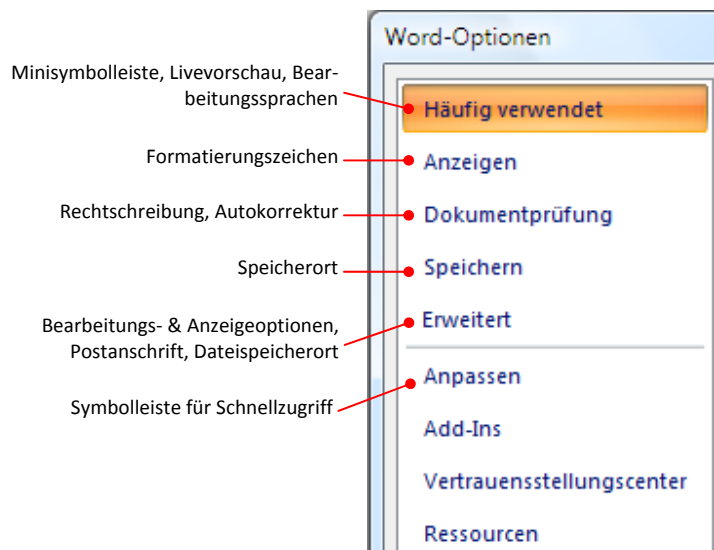 Word-Optionen
Minisymbolleiste, Livevorschau, Bear-
beitungssprachen
Häufig verwendet
Formatierungszeichen
Anzeigen
Rechtschreibung, Autokorrektur
Dokumentprüfung
Speicherort
Speichern
Bearbeitungs- & Anzeigeoptionen,
Postanschrift, Dateispeicherort
Erweitert
Symbolleiste für Schnellzugriff
Anpassen
Add-Ins
Vertrauensstellungscenter
Ressourcen